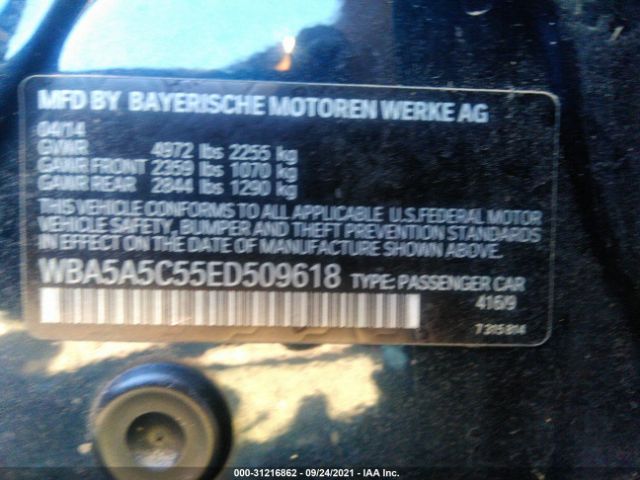 MFD BY BAYERISCHE MOTOREN WERKE AG
04/14
GVWR 4972 lbs 2255 kg
GAWR FRONT 2359 lbs 1070 kg
GAWR REAR 2844 lbs 1290 kg
THIS VEHICLE CONFORMS TO ALL APPLICABLE U.S.FEDERAL MOTOR
VEHICLE SAFETY, BUMPER AND THEFT PREVENTION STANDARDS
IN EFFECT ON THE DATE OF MANUFACTURE SHOWN ABOVE.
WBA5A5C55ED509618 TYPE: PASSENGER CAR
416/9
7 315 814
000-31216862 - 09/24/2021 - IAA Inc.